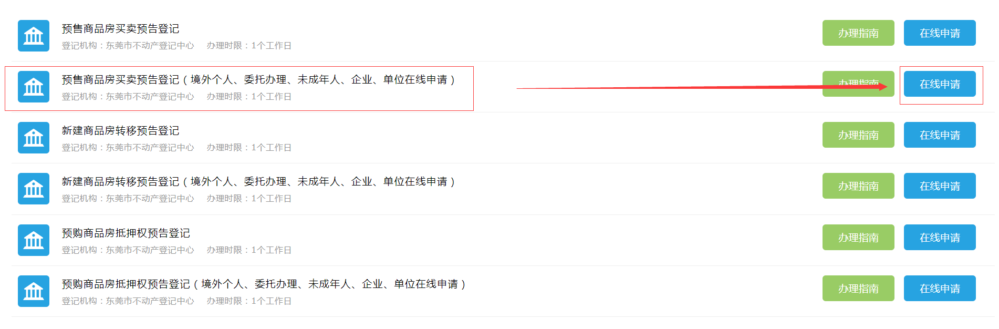 预售商品房买卖预告登记
登记机构：东莞市不动产登记中心 办理时限：1个工作日
办理指南 在线申请
预售商品房买卖预告登记（境外个人、委托办理、未成年人、企业、单位在线申请）
登记机构：东莞市不动产登记中心 办理时限：1个工作日
办理指南 在线申请
新建商品房转移预告登记
登记机构：东莞市不动产登记中心 办理时限：1个工作日
办理指南 在线申请
新建商品房转移预告登记（境外个人、委托办理、未成年人、企业、单位在线申请）
登记机构：东莞市不动产登记中心 办理时限：1个工作日
办理指南 在线申请
预购商品房抵押权预告登记
登记机构：东莞市不动产登记中心 办理时限：1个工作日
办理指南 在线申请
预购商品房抵押权预告登记（境外个人、委托办理、未成年人、企业、单位在线申请）
登记机构：东莞市不动产登记中心 办理时限：1个工作日
办理指南 在线申请